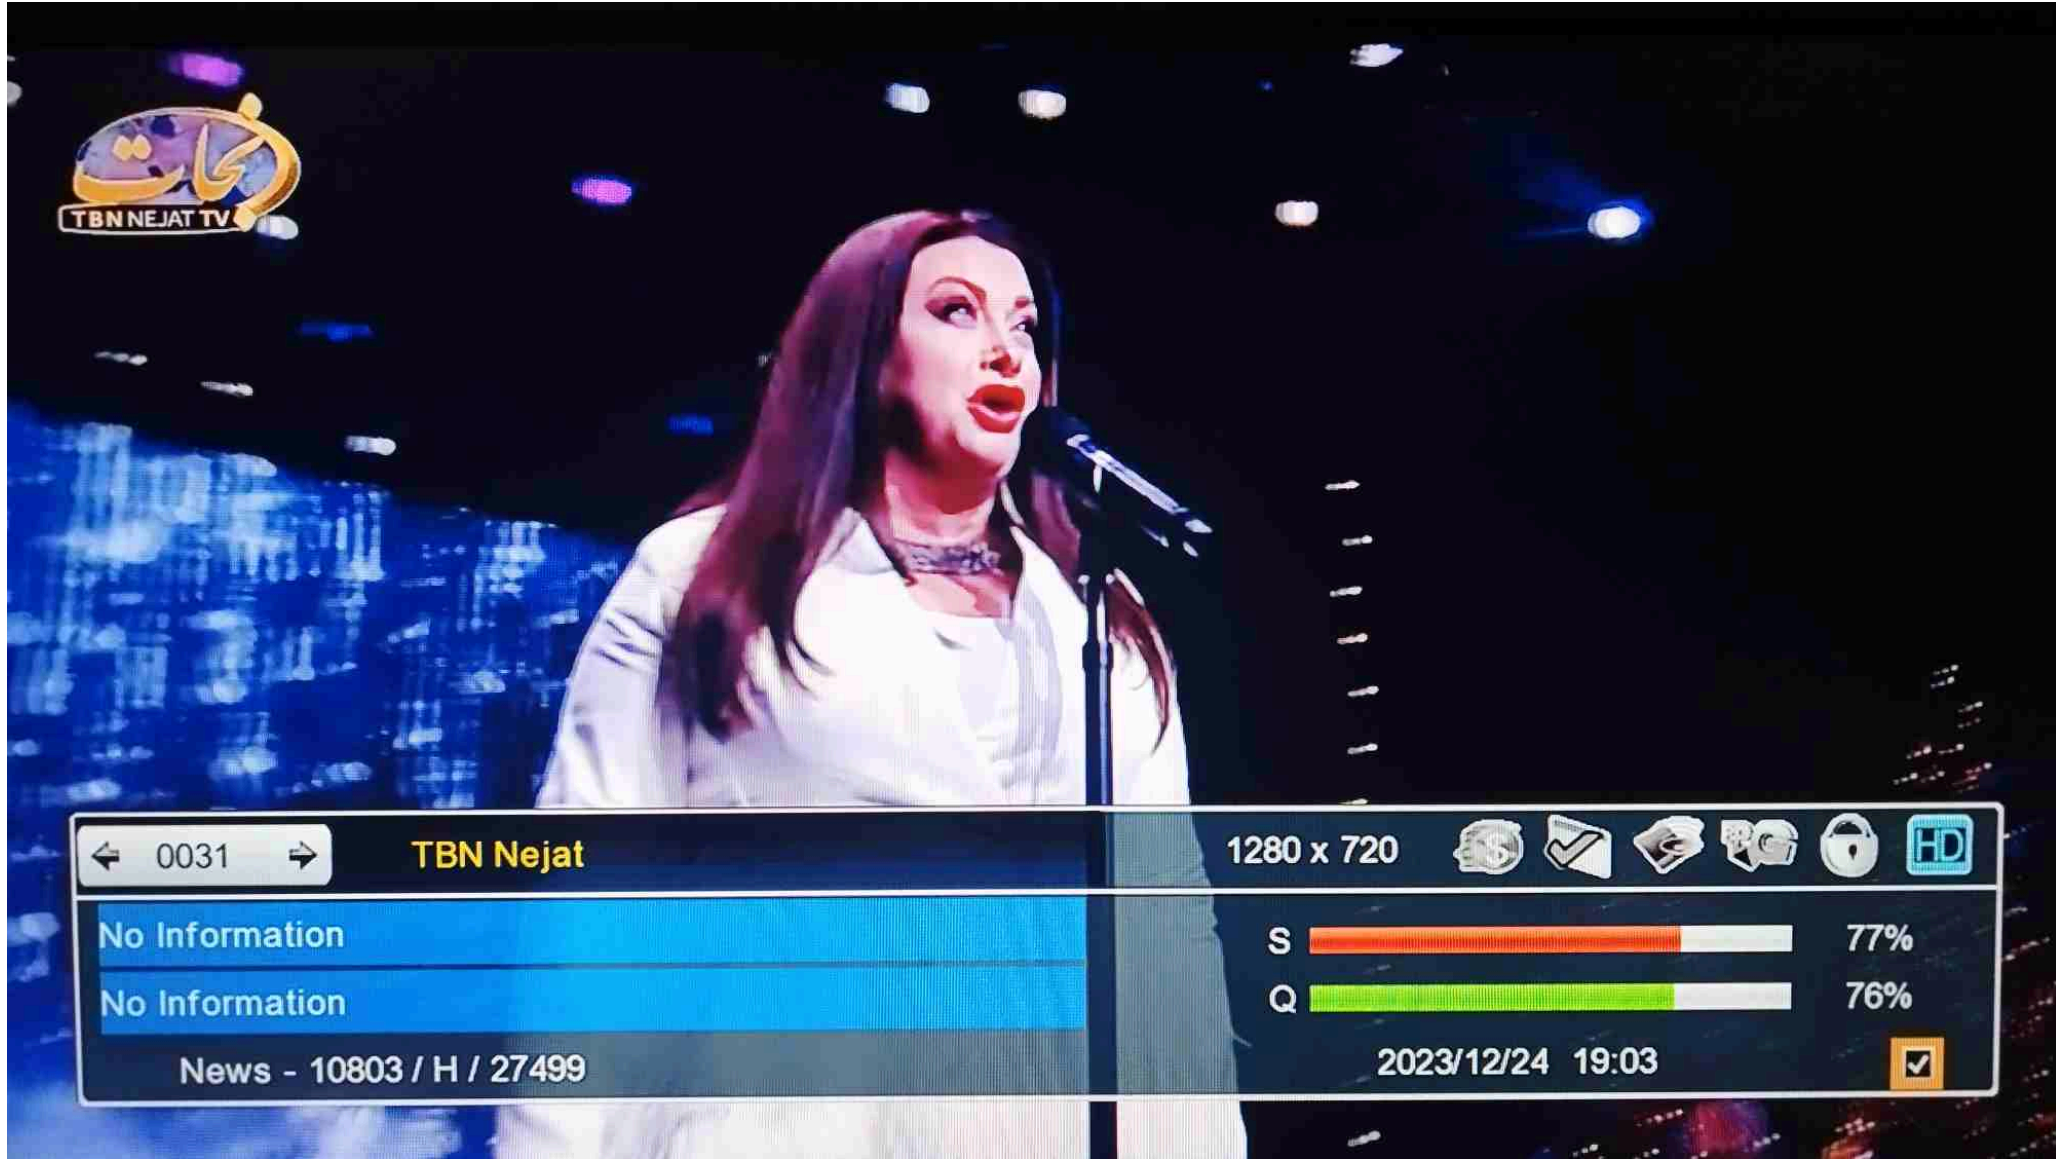 نجات
TBN NEJAT TV
0031 TBN Nejat 1280 x 720 HD
No Information S 77%
No Information Q 76%
News - 10803 / H / 27499 2023/12/24 19:03